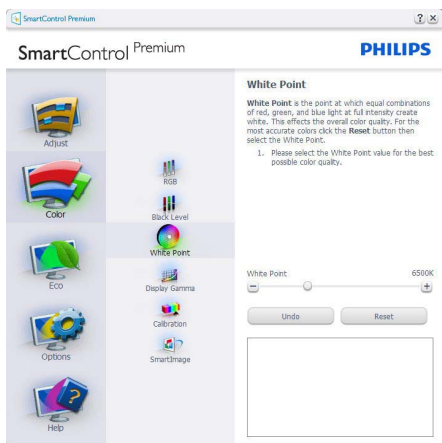 SmartControl Premium
SmartControl Premium
PHILIPS
Adjust
Color
Eco
Options
Help
RGB
Black Level
White Point
Display Gamma
Calibration
SmartImage
White Point
White Point is the point at which equal combinations
of red, green, and blue light at full intensity create
white. This effects the overall color quality. For the
most accurate colors click the Reset button then
select the White Point.
1. Please select the White Point value for the best
possible color quality.
White Point 6500K
Undo Reset